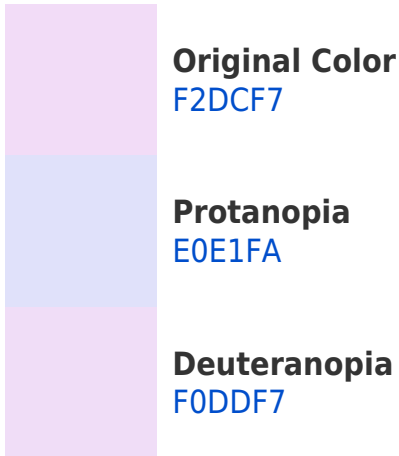 Original Color
F2DCF7
Protanopia
E0E1FA
Deuteranopia
F0DDF7